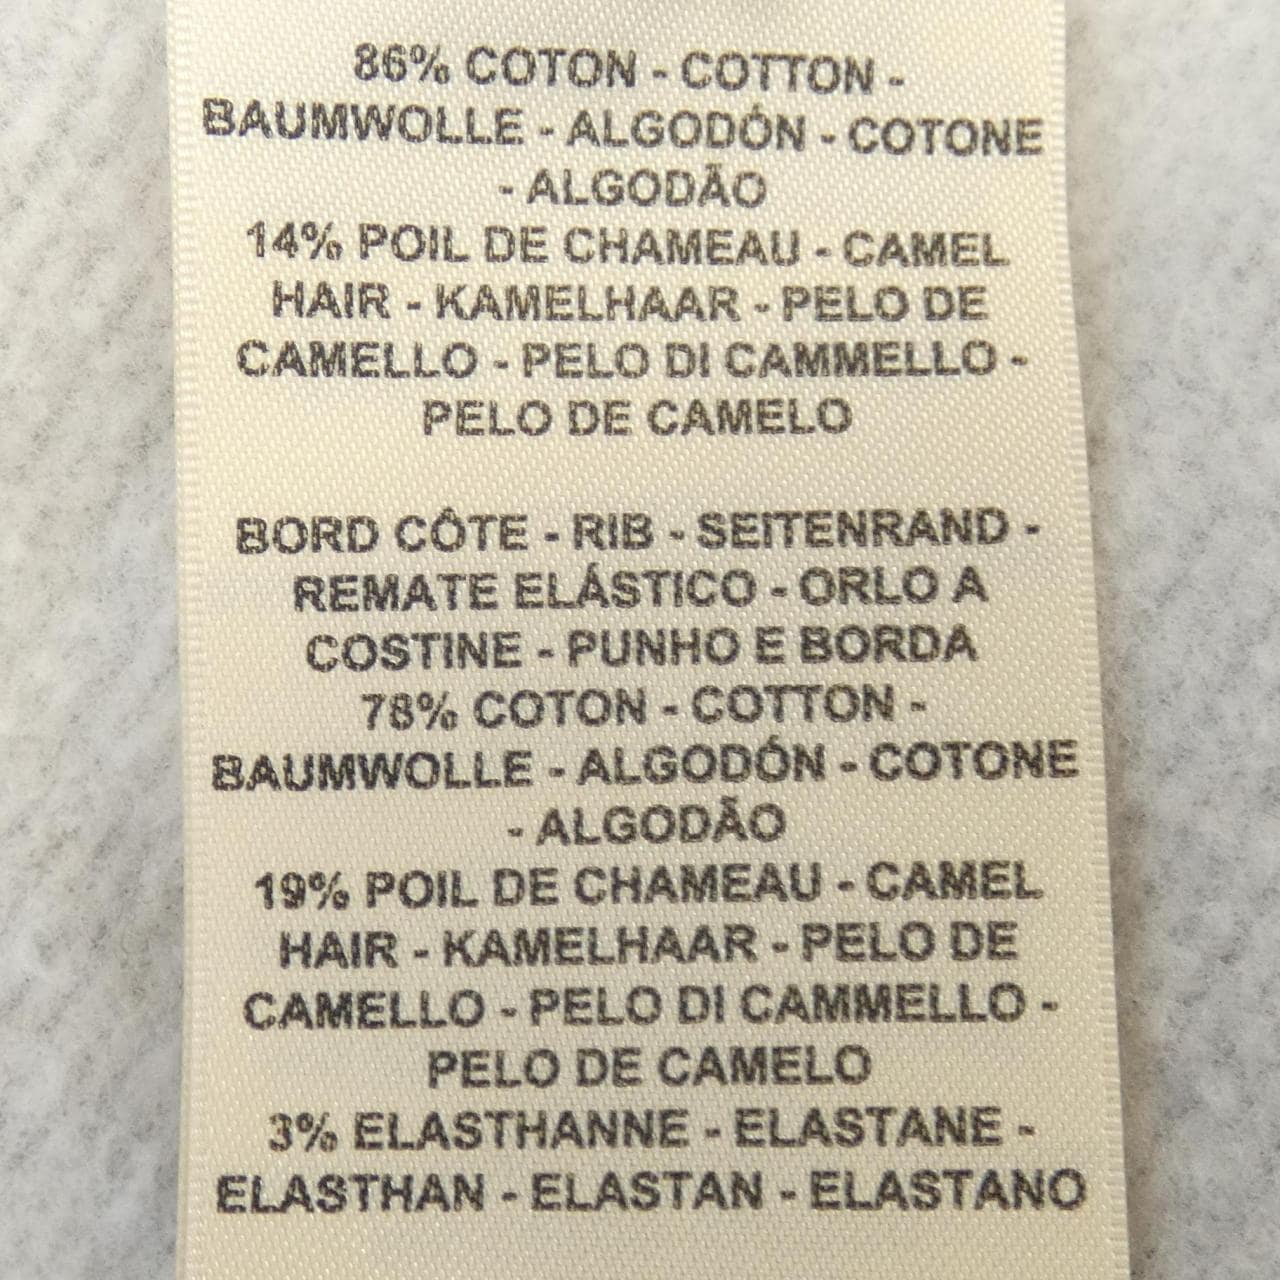 86% COTON - COTTON -
BAUMWOLLE - ALGODÓN - COTONE
- ALGODÃO
14% POIL DE CHAMEAU - CAMEL
HAIR - KAMELHAAR - PELO DE
CAMELLO - PELO DI CAMMELLO -
PELO DE CAMELO
BORD CÔTE - RIB - SEITENRAND -
REMATE ELÁSTICO - ORLO A
COSTINE - PUNHO E BORDA
78% COTON - COTTON -
BAUMWOLLE - ALGODÓN - COTONE
- ALGODÃO
19% POIL DE CHAMEAU - CAMEL
HAIR - KAMELHAAR - PELO DE
CAMELLO - PELO DI CAMMELLO -
PELO DE CAMELO
3% ELASTHANNE - ELASTANE -
ELASTHAN - ELASTAN - ELASTANO